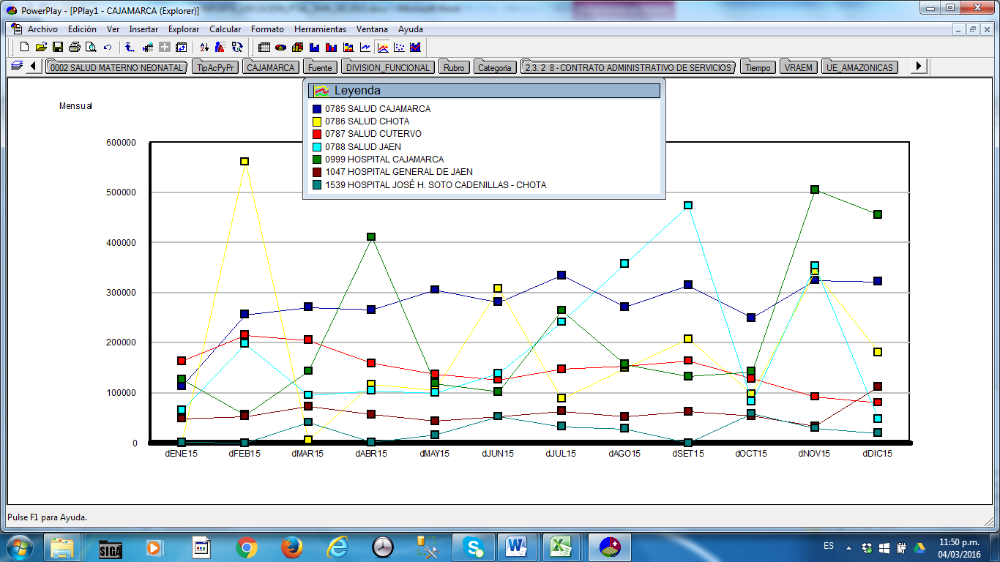 PowerPlay - [PPlay1 - CAJAMARCA (Explorer)]
Archivo Edición Ver Insertar Explorar Calcular Formato Herramientas Ventana Ayuda
0002 SALUD MATERNO NEONATAL TipAcPyPr CAJAMARCA Fuente DIVISION_FUNCIONAL Rubro Categoria 2.3. 2 8 - CONTRATO ADMINISTRATIVO DE SERVICIOS Tiempo VRAEM UE_AMAZONICAS
Mensual
Leyenda
0785 SALUD CAJAMARCA
0786 SALUD CHOTA
0787 SALUD CUTERVO
0788 SALUD JAEN
0999 HOSPITAL CAJAMARCA
1047 HOSPITAL GENERAL DE JAEN
1539 HOSPITAL JOSÉ H. SOTO CADENILLAS - CHOTA
600000
500000
400000
300000
200000
100000
0
dENE15 dFEB15 dMAR15 dABR15 dMAY15 dJUN15 dJUL15 dAGO15 dSET15 dOCT15 dNOV15 dDIC15
Pulse F1 para Ayuda.
SIGA
ES
11:50 p.m.
04/03/2016